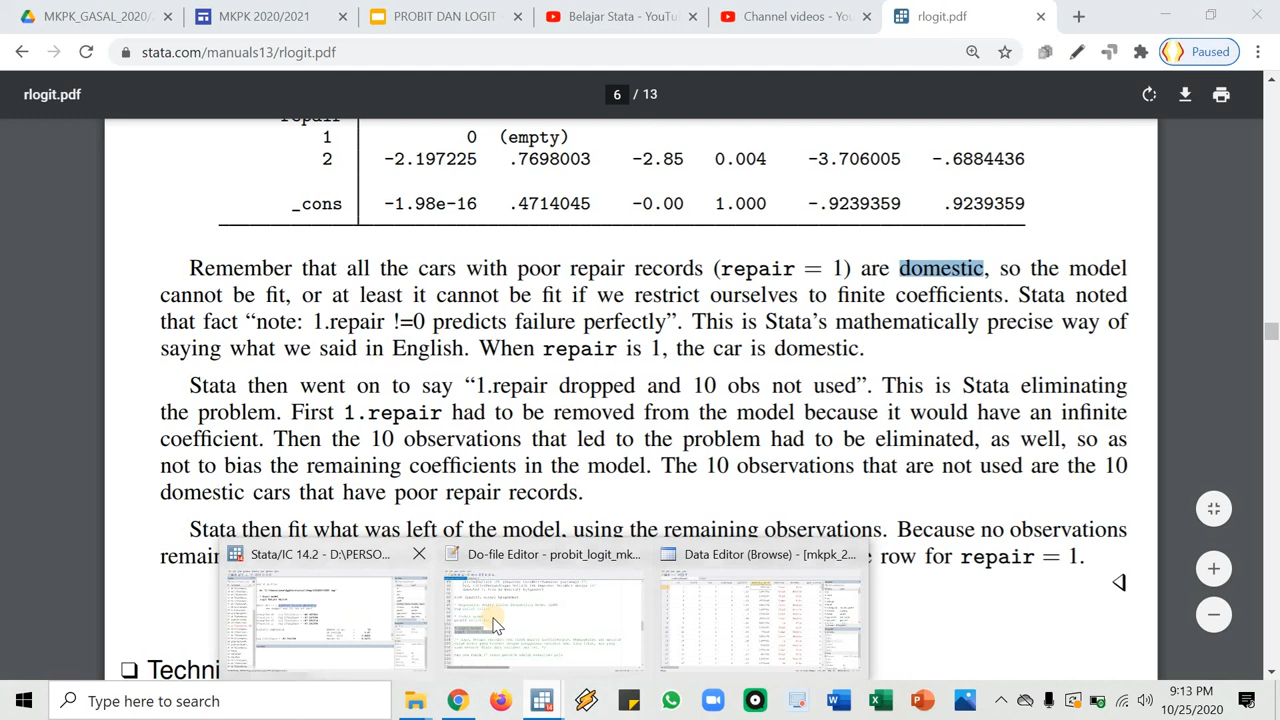 MKPK_GASAL_2020/
MKPK 2020/2021
PROBIT DAN LOGIT
Belajar Stata - YouTu
Channel videos - You
rlogit.pdf
stata.com/manuals13/rlogit.pdf
Paused
rlogit.pdf
6 / 13
repair
1 0 (empty)
2 -2.197225 .7698003 -2.85 0.004 -3.706005 -.6884436
_cons -1.98e-16 .4714045 -0.00 1.000 -.9239359 .9239359
Remember that all the cars with poor repair records (repair = 1) are domestic, so the model
cannot be fit, or at least it cannot be fit if we restrict ourselves to finite coefficients. Stata noted
that fact “note: 1.repair !=0 predicts failure perfectly”. This is Stata’s mathematically precise way of
saying what we said in English. When repair is 1, the car is domestic.
Stata then went on to say “1.repair dropped and 10 obs not used”. This is Stata eliminating
the problem. First 1.repair had to be removed from the model because it would have an infinite
coefficient. Then the 10 observations that led to the problem had to be eliminated, as well, so as
not to bias the remaining coefficients in the model. The 10 observations that are not used are the 10
domestic cars that have poor repair records.
Stata then fit what was left of the model, using the remaining observations. Because no observations
remain
e row for repair = 1.
Stata/IC 14.2 - D:\PERSO...
Do-file Editor - probit_logit_mk...
Data Editor (Browse) - [mkpk_2...
Techni
Type here to search
9:13 PM
10/25/2020